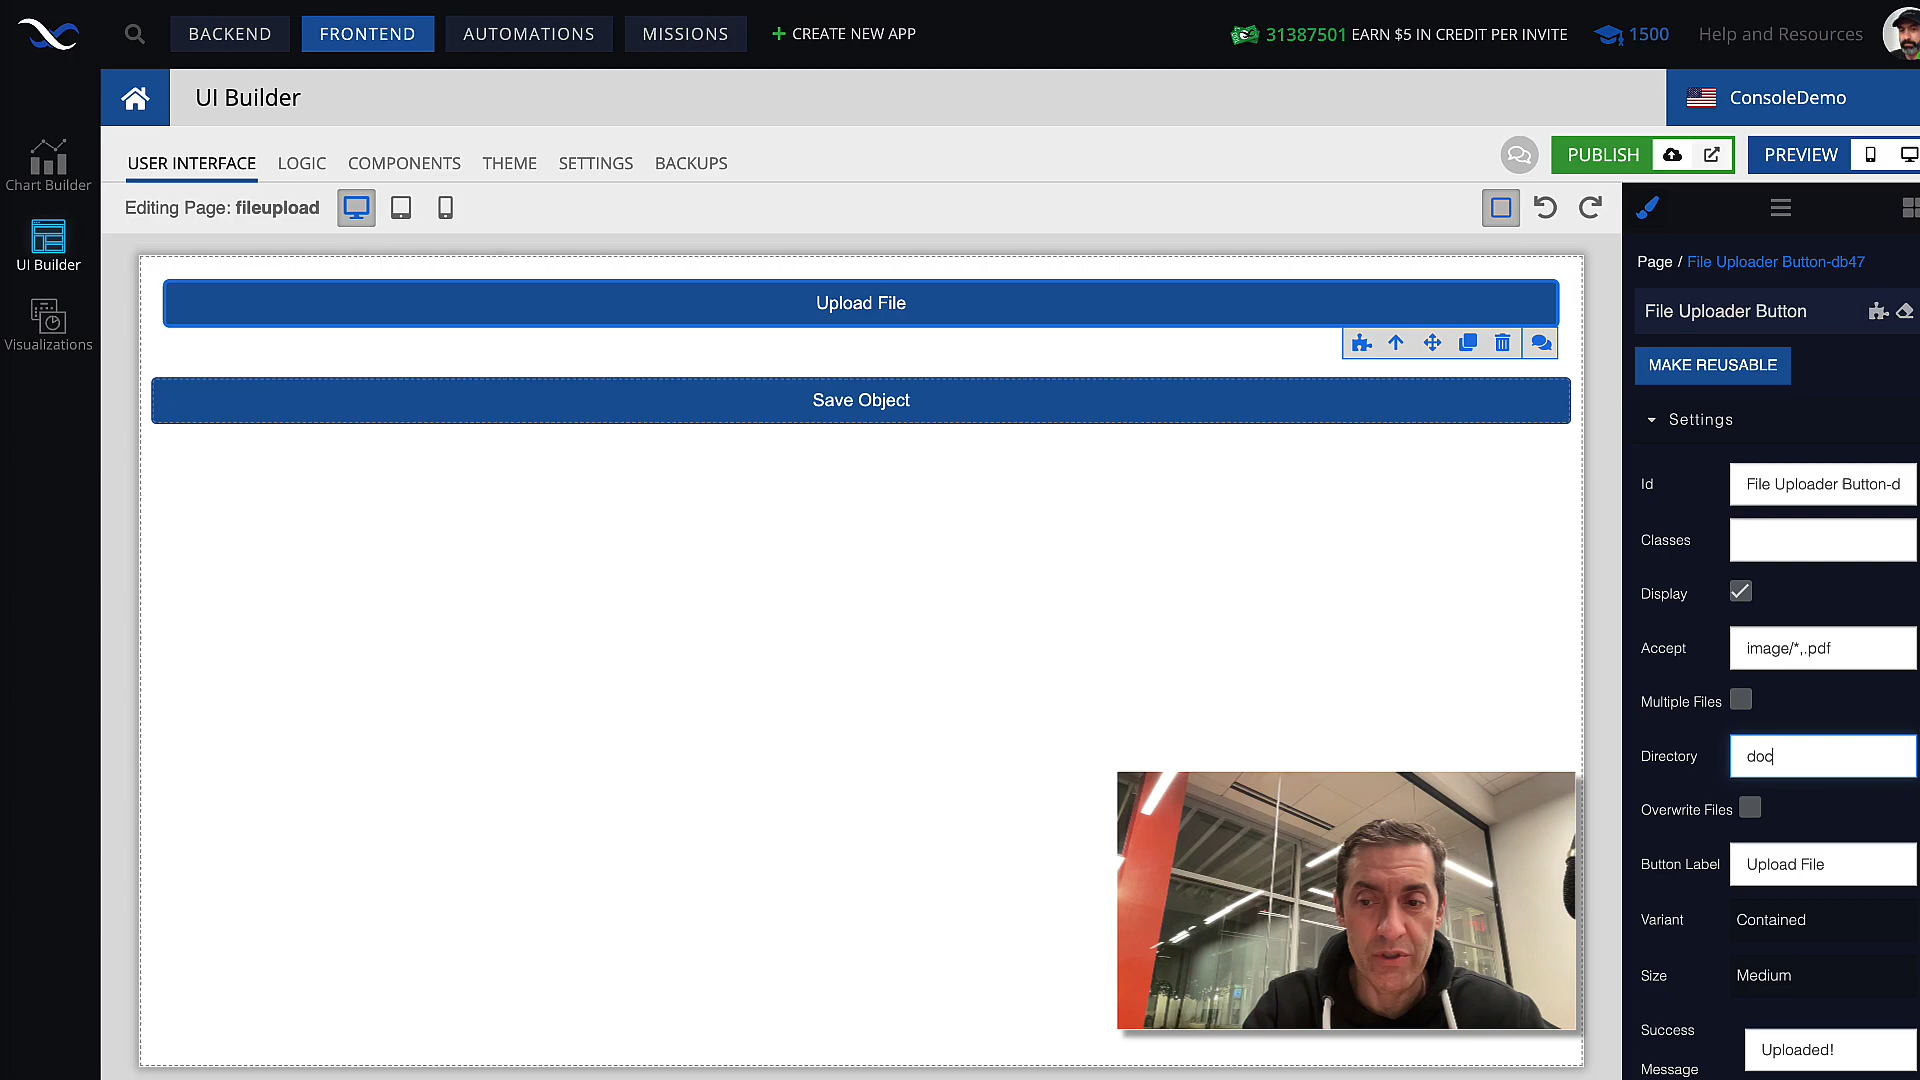 BACKEND
FRONTEND
AUTOMATIONS
MISSIONS
+ CREATE NEW APP
31387501 EARN $5 IN CREDIT PER INVITE
1500
Help and Resources
UI Builder
ConsoleDemo
Chart Builder
UI Builder
Visualizations
USER INTERFACE
LOGIC
COMPONENTS
THEME
SETTINGS
BACKUPS
PUBLISH
PREVIEW
Editing Page: fileupload
Upload File
Save Object
Page / File Uploader Button-db47
File Uploader Button
MAKE REUSABLE
Settings
Id File Uploader Button-d
Classes
Display
Accept image/*,.pdf
Multiple Files
Directory doc
Overwrite Files
Button Label Upload File
Variant Contained
Size Medium
Success
Message Uploaded!